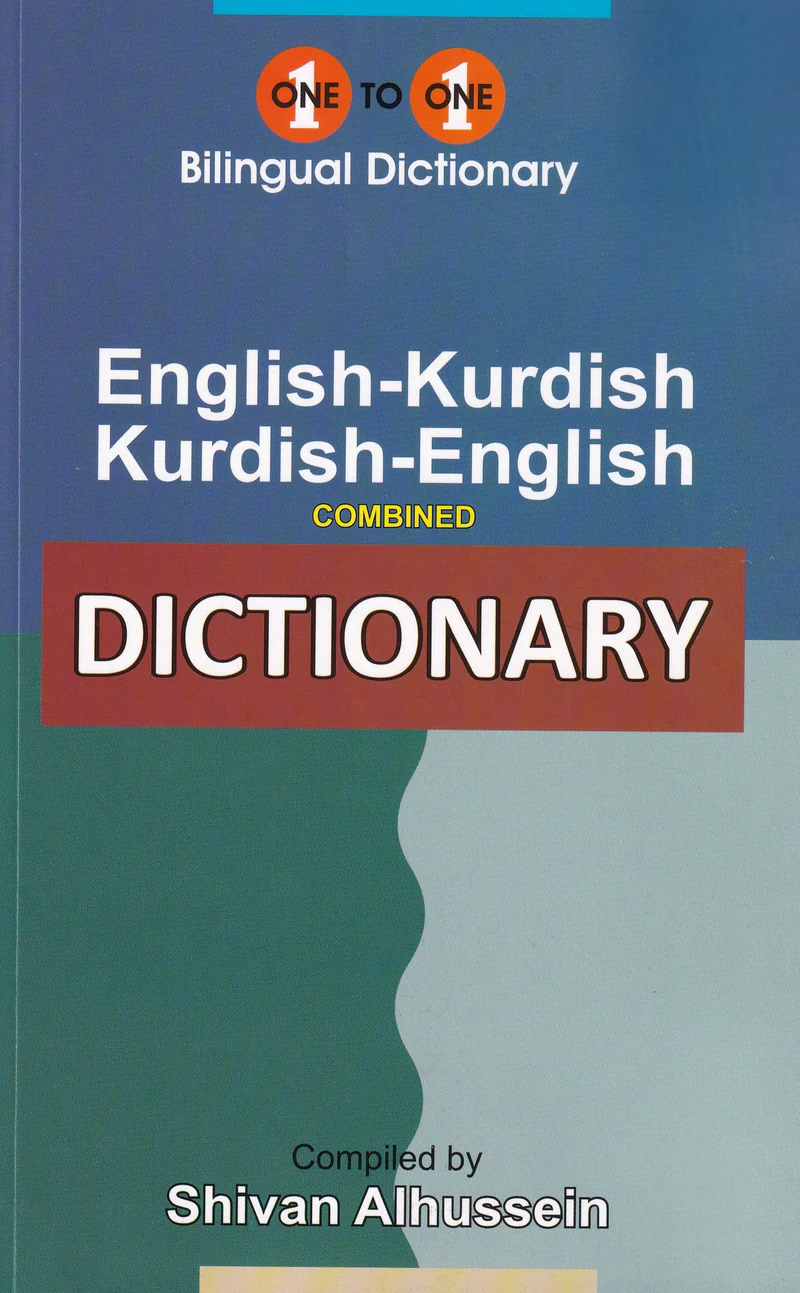 ONE TO ONE
Bilingual Dictionary
English-Kurdish
Kurdish-English
COMBINED
DICTIONARY
Compiled by
Shivan Alhussein